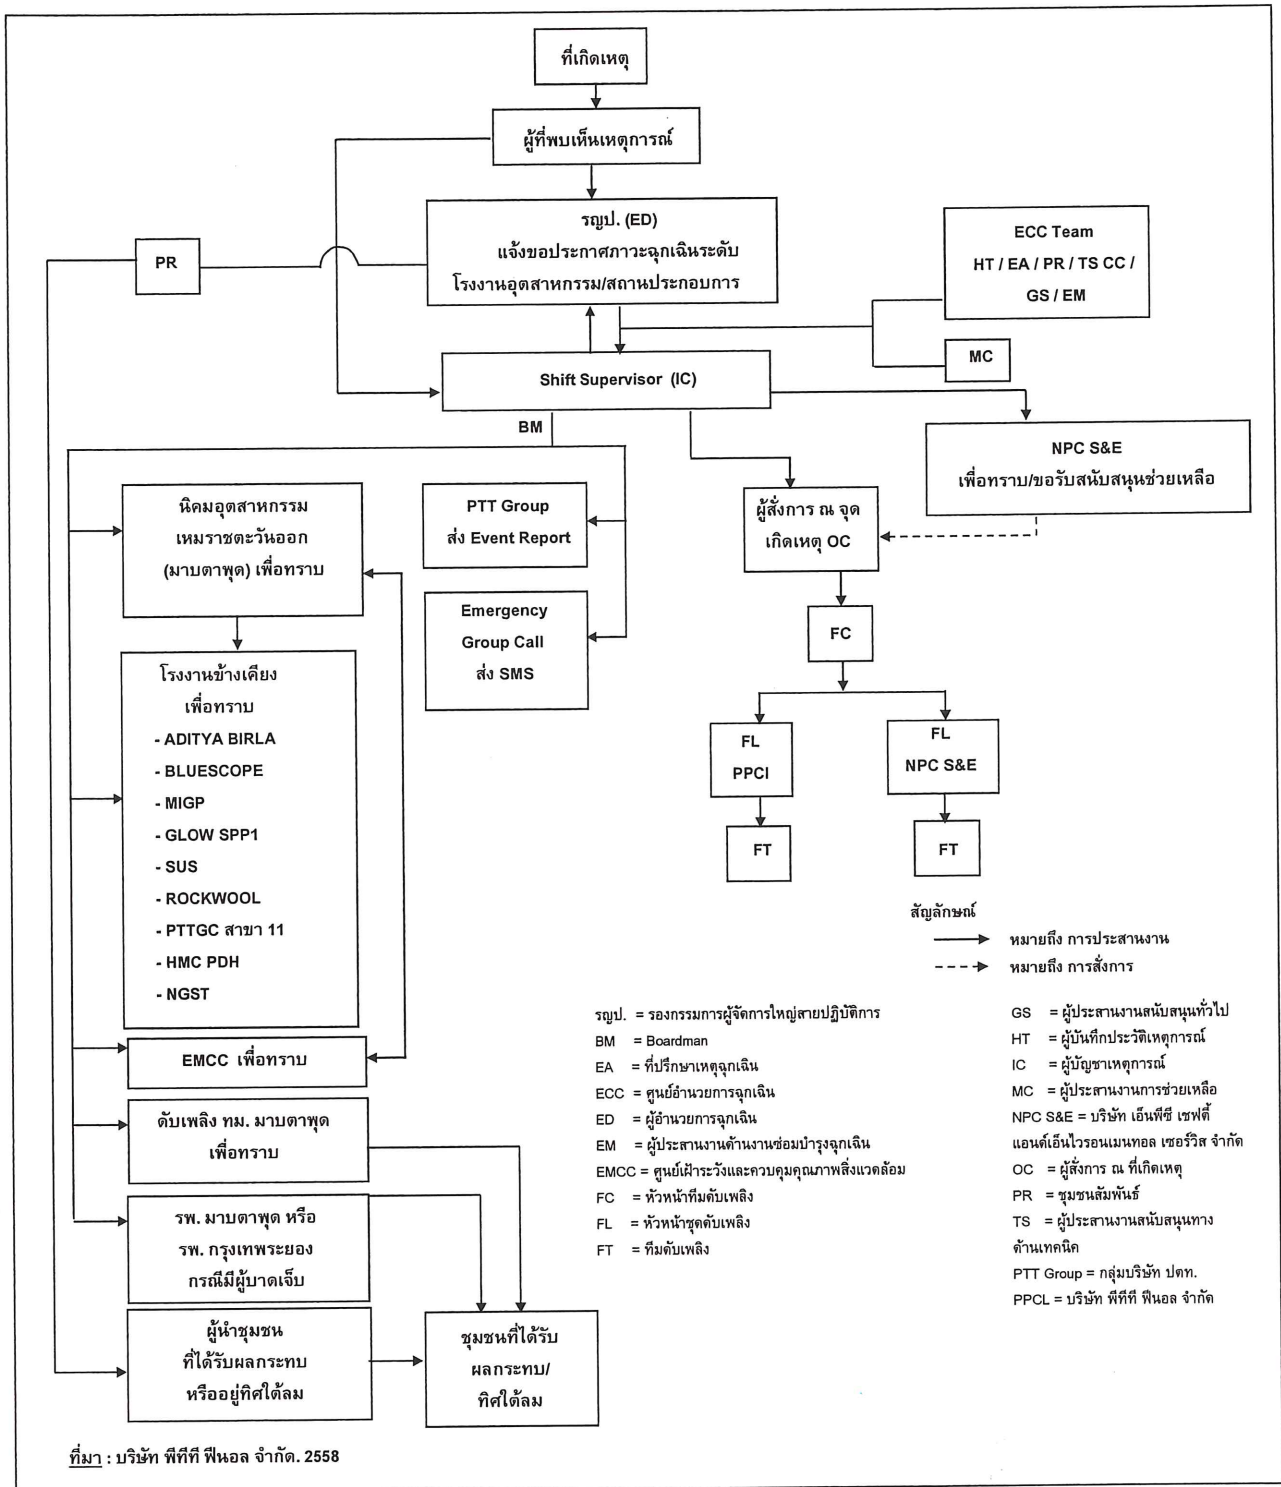 ที่เกิดเหตุ
ผู้ที่พบเห็นเหตุการณ์
รญป. (ED)
แจ้งขอประกาศภาวะฉุกเฉินระดับ
โรงงานอุตสาหกรรม/สถานประกอบการ
PR
ECC Team
HT / EA / PR / TS CC /
GS / EM
MC
Shift Supervisor (IC)
BM
NPC S&E
เพื่อทราบ/ขอรับสนับสนุนช่วยเหลือ
นิคมอุตสาหกรรม
เหมราชตะวันออก
(มาบตาพุด) เพื่อทราบ
PTT Group
ส่ง Event Report
ผู้สั่งการ ณ จุด
เกิดเหตุ OC
Emergency
Group Call
ส่ง SMS
FC
โรงงานข้างเคียง
เพื่อทราบ
- ADITYA BIRLA
- BLUESCOPE
- MIGP
- GLOW SPP1
- SUS
- ROCKWOOL
- PTTGC สาขา 11
- HMC PDH
- NGST
FL
PPCl
FL
NPC S&E
FT
FT
สัญลักษณ์
หมายถึง การประสานงาน
หมายถึง การสั่งการ
EMCC เพื่อทราบ
ดับเพลิง ทม. มาบตาพุด
เพื่อทราบ
รพ. มาบตาพุด หรือ
รพ. กรุงเทพระยอง
กรณีมีผู้บาดเจ็บ
ผู้นำชุมชน
ที่ได้รับผลกระทบ
หรืออยู่ทิศใต้ลม
ชุมชนที่ได้รับ
ผลกระทบ/
ทิศใต้ลม
รญป. = รองกรรมการผู้จัดการใหญ่สายปฏิบัติการ
BM = Boardman
EA = ที่ปรึกษาเหตุฉุกเฉิน
ECC = ศูนย์อำนวยการฉุกเฉิน
ED = ผู้อำนวยการฉุกเฉิน
EM = ผู้ประสานงานด้านงานซ่อมบำรุงฉุกเฉิน
EMCC = ศูนย์เฝ้าระวังและควบคุมคุณภาพสิ่งแวดล้อม
FC = หัวหน้าทีมดับเพลิง
FL = หัวหน้าชุดดับเพลิง
FT = ทีมดับเพลิง
GS = ผู้ประสานงานสนับสนุนทั่วไป
HT = ผู้บันทึกประวัติเหตุการณ์
IC = ผู้บัญชาเหตุการณ์
MC = ผู้ประสานงานการช่วยเหลือ
NPC S&E = บริษัท เอ็นพีซี เซฟตี้
แอนด์เอ็นไวรอนเมนทอล เซอร์วิส จำกัด
OC = ผู้สั่งการ ณ ที่เกิดเหตุ
PR = ชุมชนสัมพันธ์
TS = ผู้ประสานงานสนับสนุนทาง
ด้านเทคนิค
PTT Group = กลุ่มบริษัท ปตท.
PPCL = บริษัท พีทีที ฟีนอล จำกัด
ที่มา : บริษัท พีทีที ฟีนอล จำกัด. 2558